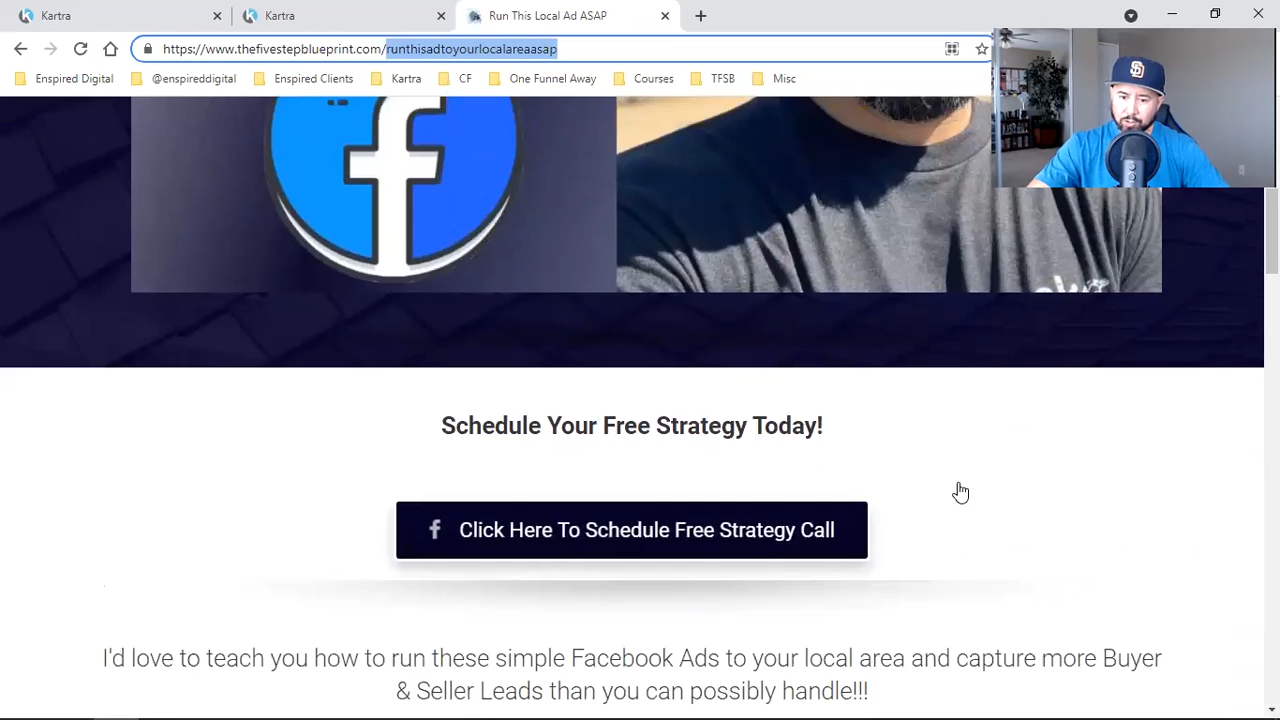 Kartra
Kartra
Run This Local Ad ASAP
https://www.thefivestepblueprint.com/runthisadtoyourlocalareaasap
Enspired Digital
@enspireddigital
Enspired Clients
Kartra
CF
One Funnel Away
Courses
TFSB
Misc
Schedule Your Free Strategy Today!
Click Here To Schedule Free Strategy Call
I'd love to teach you how to run these simple Facebook Ads to your local area and capture more Buyer
& Seller Leads than you can possibly handle!!!